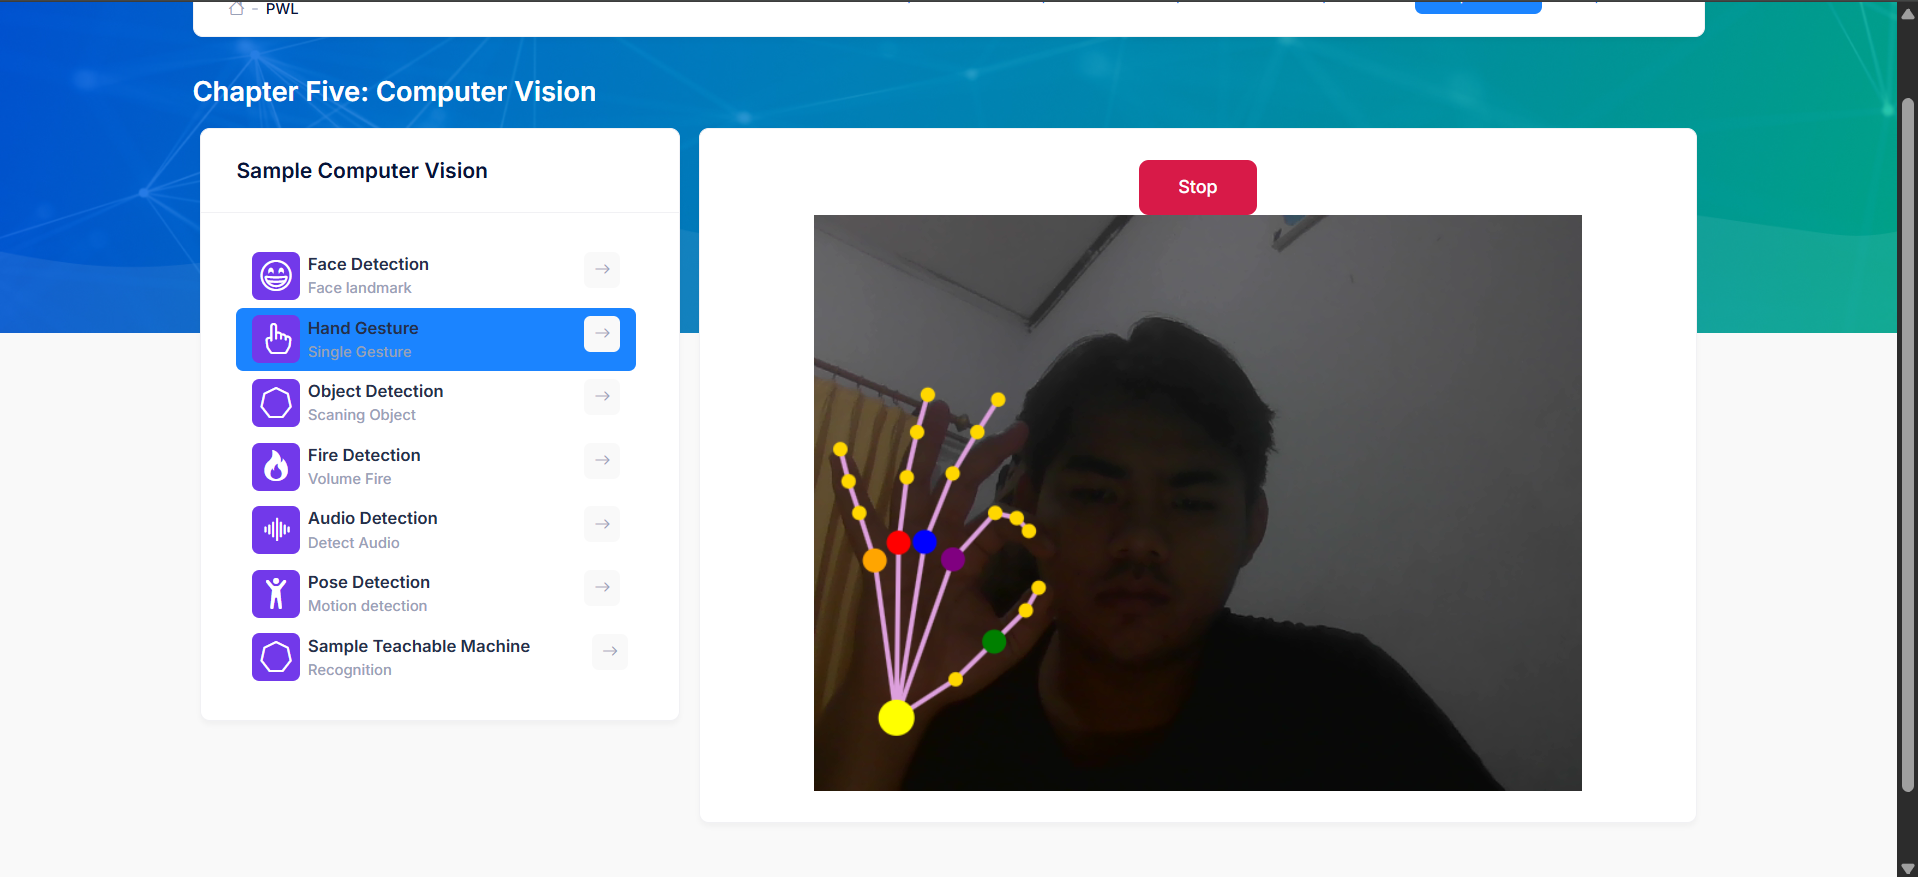 - PWL
Chapter Five: Computer Vision
Sample Computer Vision
Face Detection
Face landmark
Hand Gesture
Single Gesture
Object Detection
Scaning Object
Fire Detection
Volume Fire
Audio Detection
Detect Audio
Pose Detection
Motion detection
Sample Teachable Machine
Recognition
Stop